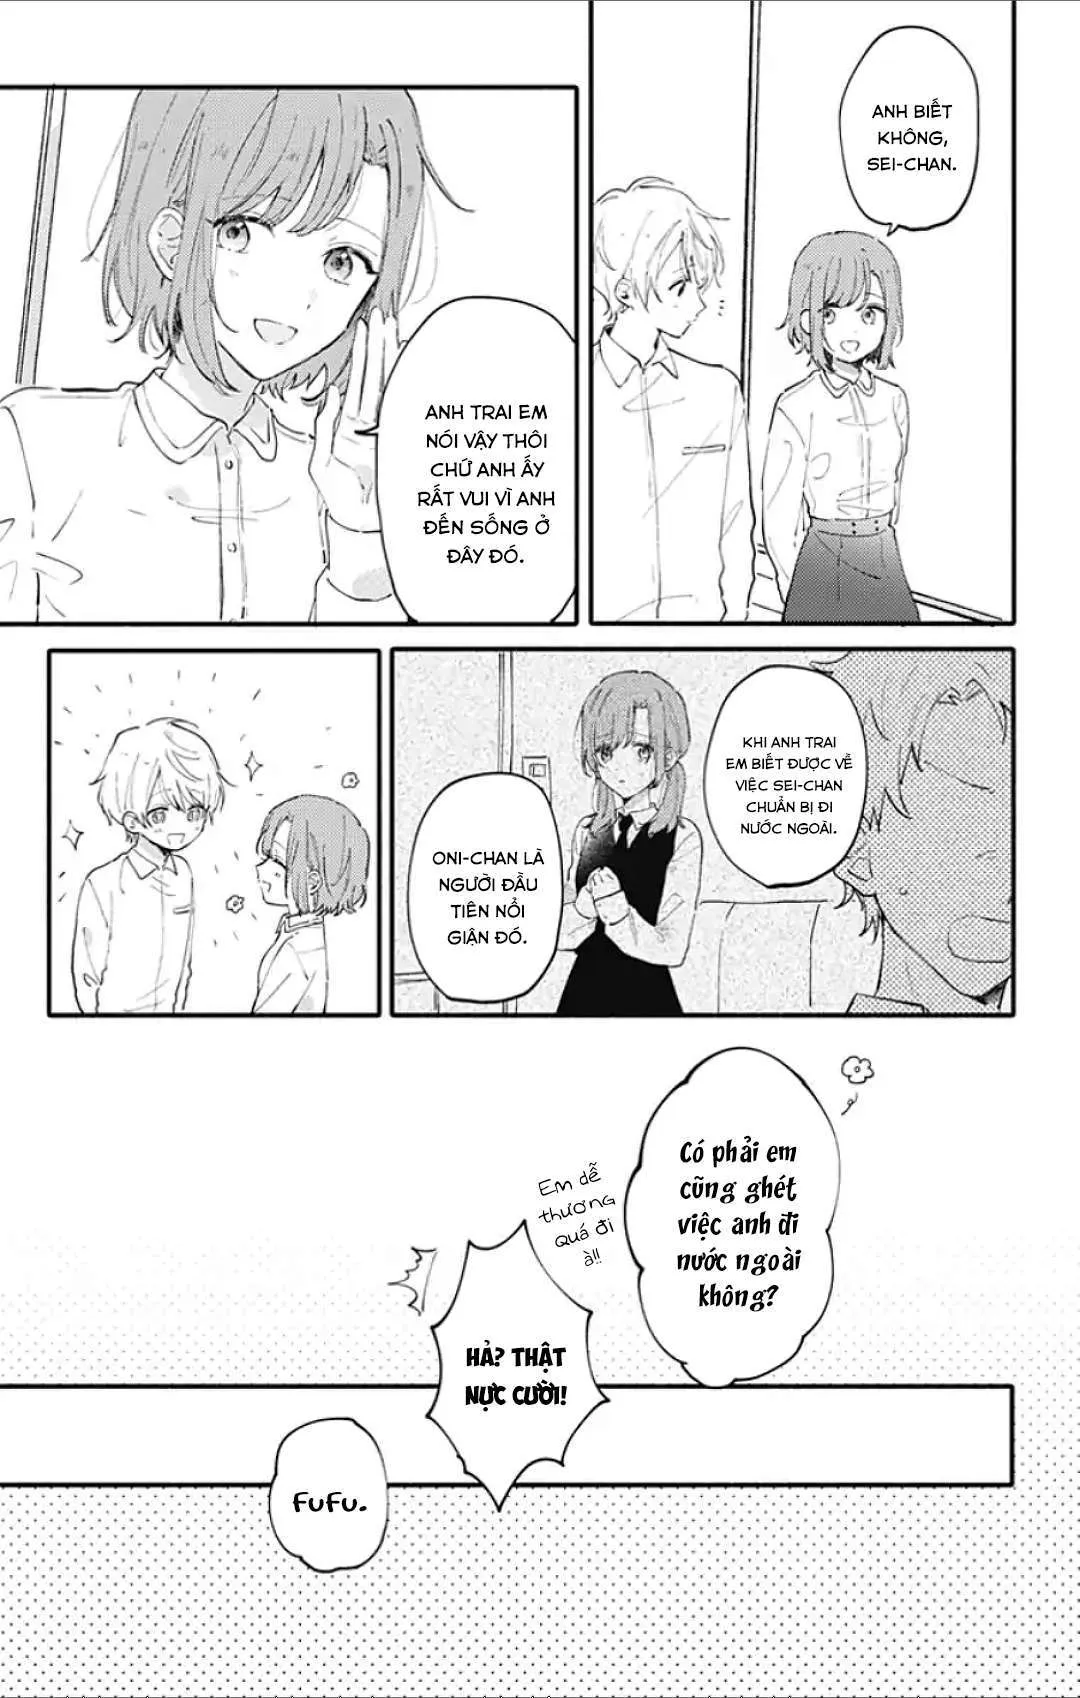 ANH BIẾT
KHÔNG,
SEI-CHAN.
ANH TRAI EM
NÓI VẬY THÔI
CHỨ ANH ẤY
RẤT VUI VÌ ANH
ĐẾN SỐNG Ở
ĐÂY ĐÓ.
KHI ANH TRAI
EM BIẾT ĐƯỢC VỀ
VIỆC SEI-CHAN
CHUẨN BỊ ĐI
NƯỚC NGOÀI.
ONI-CHAN LÀ
NGƯỜI ĐẦU
TIÊN NỔI
GIẬN ĐÓ.
Có phải em
cũng ghét
việc anh đi
nước ngoài
không?
Em dễ
thương
quá đi
à!!
HẢ? THẬT
NỰC CƯỜI!
FUFU.